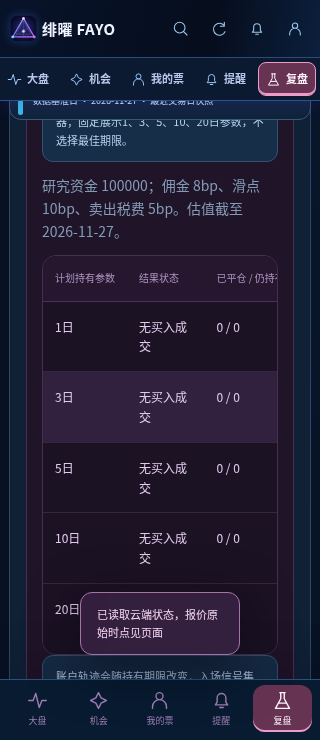 绯曜 FAYO
大盘 机会 我的票 提醒 复盘
数据基准日 · 2026-11-27 · 最近交易日快照
器，固定展示1、3、5、10、20日参数，不
选择最佳期限。
研究资金 100000；佣金 8bp、滑点
10bp、卖出税费 5bp。估值截至
2026-11-27。
计划持有参数 结果状态 已平仓 / 仍持
1日 无买入成交 0 / 0
3日 无买入成交 0 / 0
5日 无买入成交 0 / 0
10日 无买入成交 0 / 0
20日
已读取云端状态，报价原
始时点见页面
账户轨迹会随持有期限改变，入场信号集
大盘 机会 我的票 提醒 复盘